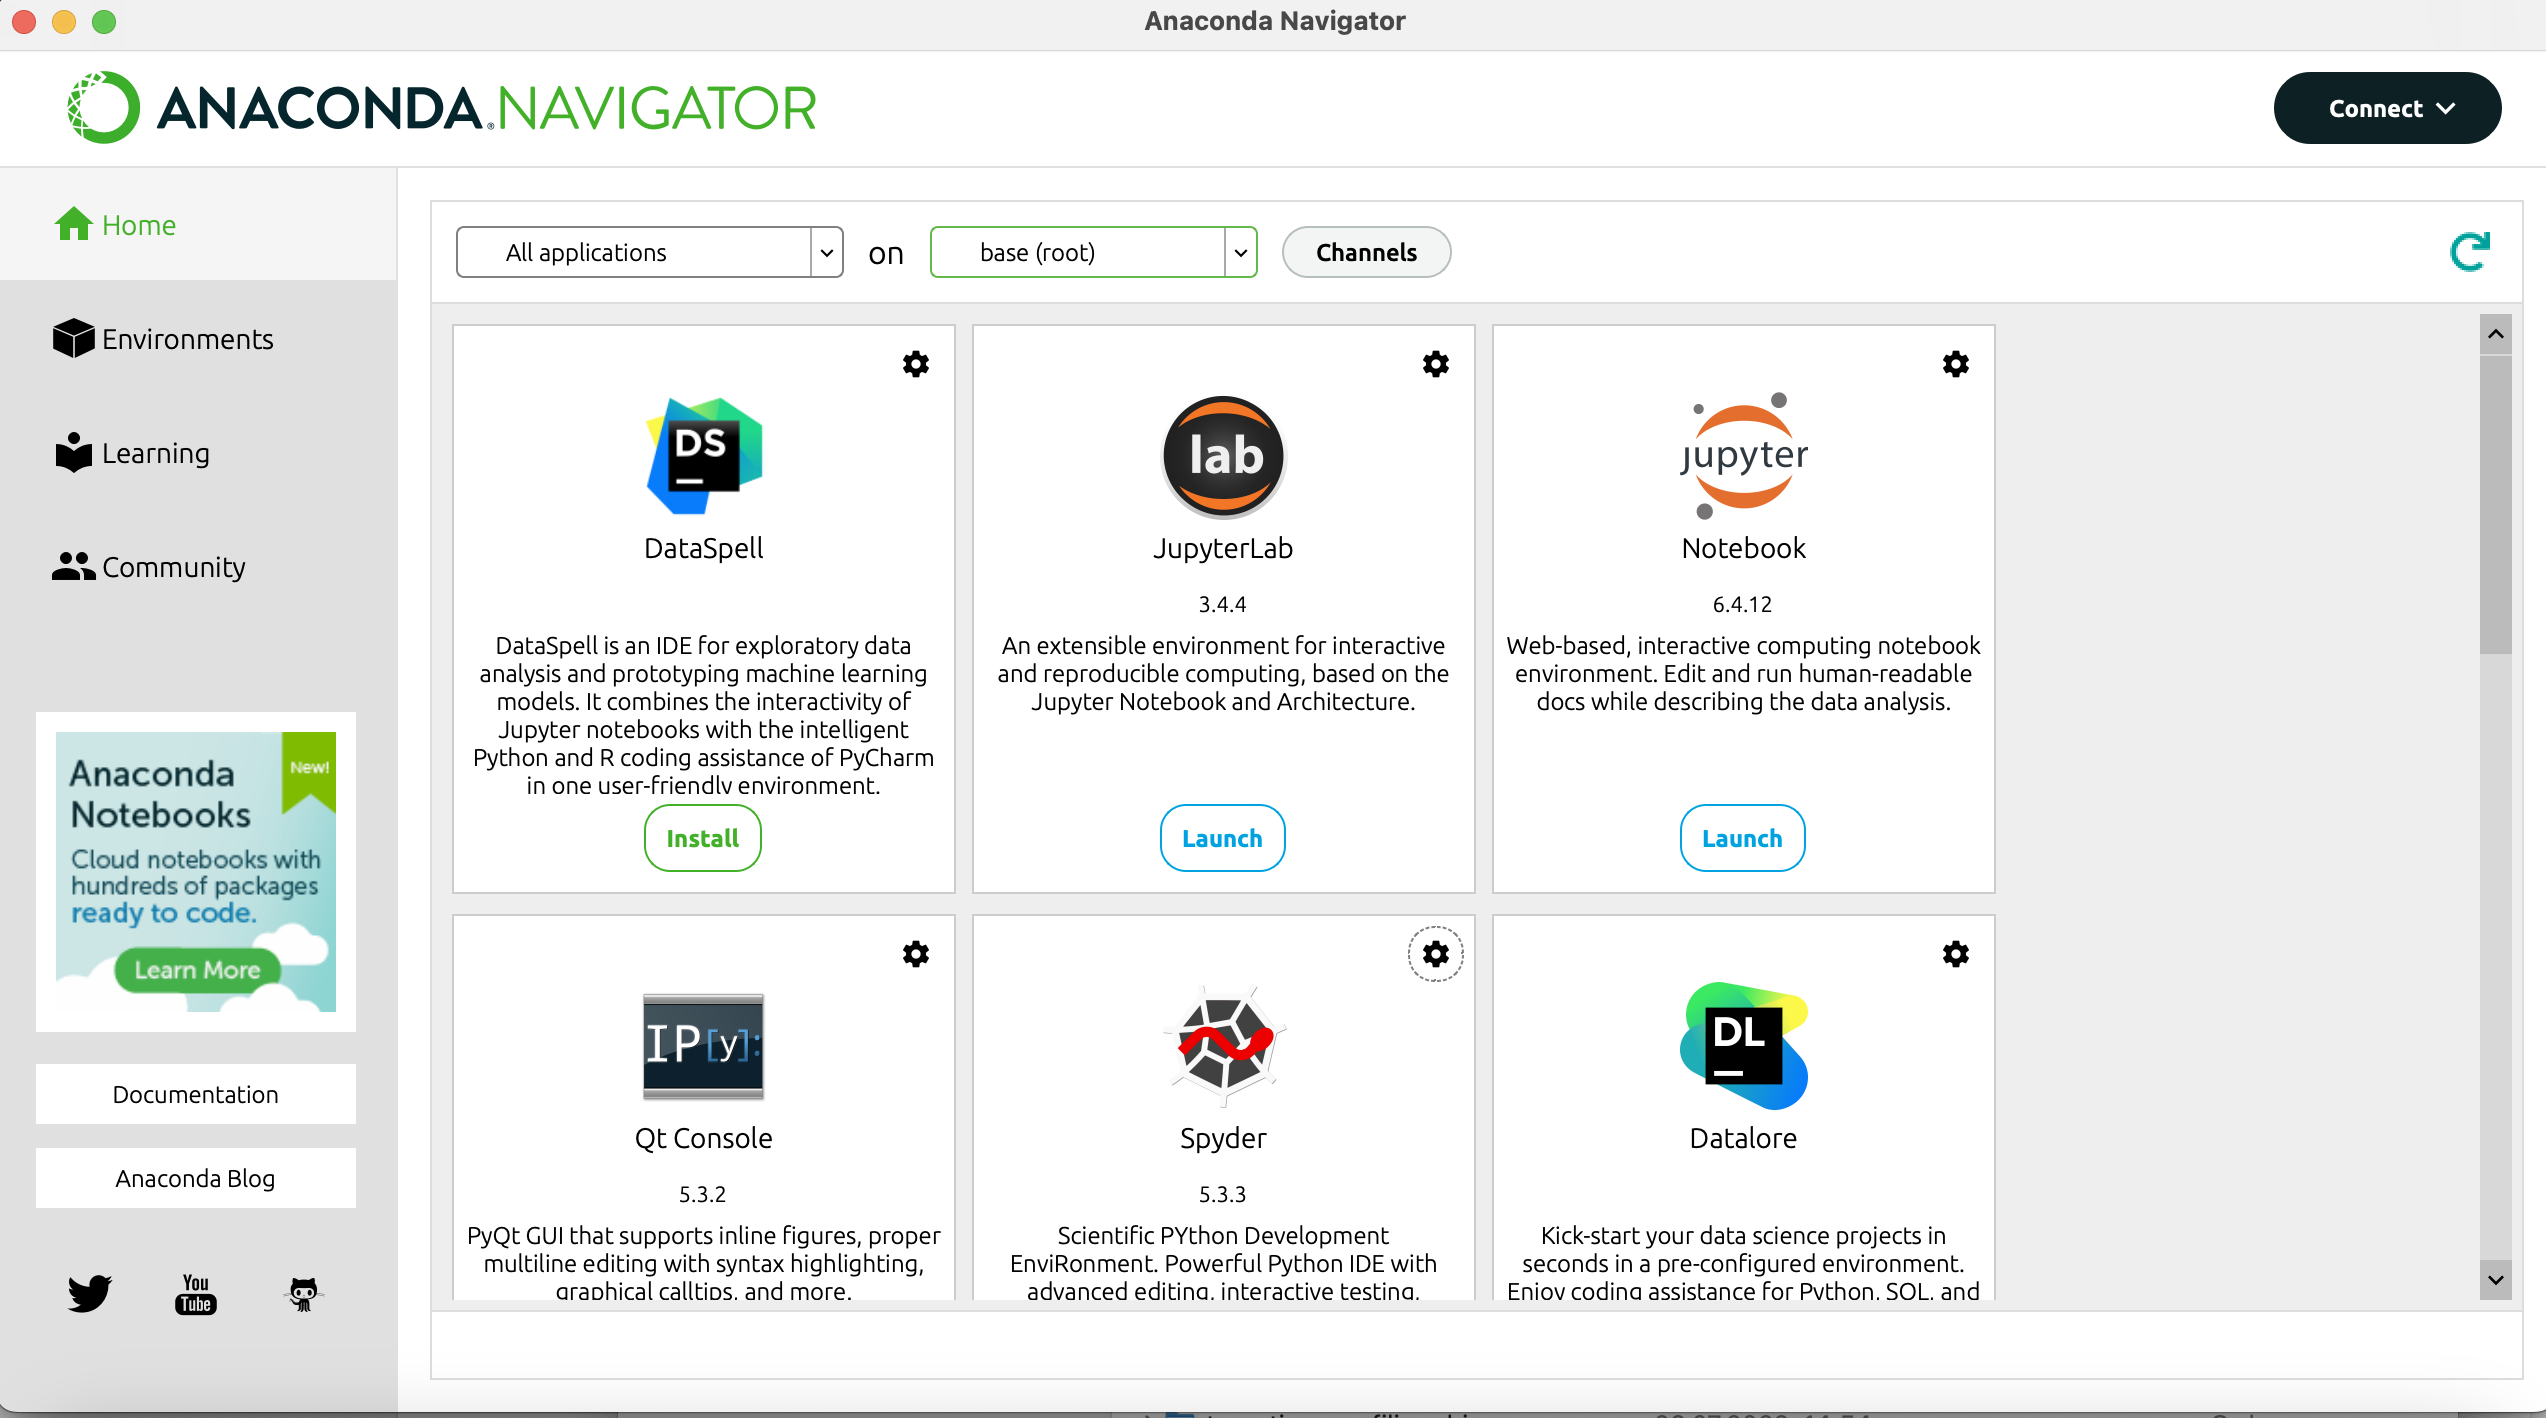 Anaconda Navigator
ANACONDA.NAVIGATOR
Connect
Home
Environments
Learning
Community
Anaconda
Notebooks
New!
Cloud notebooks with
hundreds of packages
ready to code.
Learn More
Documentation
Anaconda Blog
You
Tube
All applications
on
base (root)
Channels
DS
DataSpell
DataSpell is an IDE for exploratory data
analysis and prototyping machine learning
models. It combines the interactivity of
Jupyter notebooks with the intelligent
Python and R coding assistance of PyCharm
in one user-friendly environment.
Install
lab
JupyterLab
3.4.4
An extensible environment for interactive
and reproducible computing, based on the
Jupyter Notebook and Architecture.
Launch
jupyter
Notebook
6.4.12
Web-based, interactive computing notebook
environment. Edit and run human-readable
docs while describing the data analysis.
Launch
IP[y]:
Qt Console
5.3.2
PyQt GUI that supports inline figures, proper
multiline editing with syntax highlighting,
graphical calltips, and more.
Spyder
5.3.3
Scientific PYthon Development
EnviRonment. Powerful Python IDE with
advanced editing, interactive testing,
DL
Datalore
Kick-start your data science projects in
seconds in a pre-configured environment.
Enjoy coding assistance for Python, SQL, and